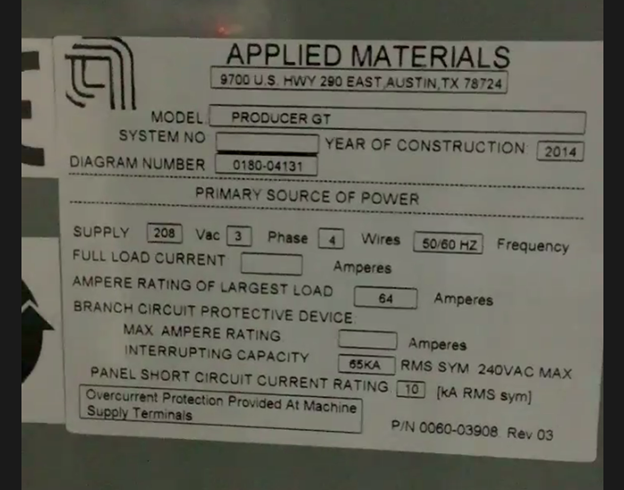 APPLIED MATERIALS
9700 U.S. HWY 290 EAST,AUSTIN,TX 78724
MODEL PRODUCER GT
SYSTEM NO YEAR OF CONSTRUCTION 2014
DIAGRAM NUMBER 0180-04131
PRIMARY SOURCE OF POWER
SUPPLY 208 Vac 3 Phase 4 Wires 50/60 HZ Frequency
FULL LOAD CURRENT Amperes
AMPERE RATING OF LARGEST LOAD 64 Amperes
BRANCH CIRCUIT PROTECTIVE DEVICE:
MAX. AMPERE RATING Amperes
INTERRUPTING CAPACITY 65KA RMS SYM 240VAC MAX
PANEL SHORT CIRCUIT CURRENT RATING 10 [kA RMS sym]
Overcurrent Protection Provided At Machine
Supply Terminals
P/N 0060-03908 Rev 03